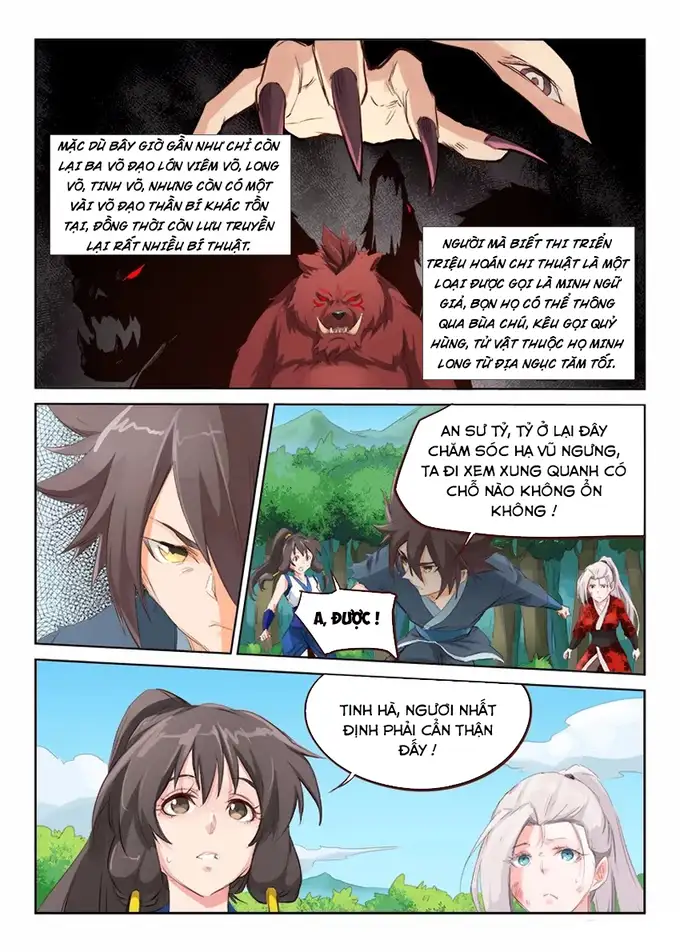 MẶC DÙ BÂY GIỜ GẦN NHƯ CHỈ CÒN
LẠI BA VÕ ĐẠO LỚN VIÊM VÕ, LONG
VÕ, TINH VÕ, NHƯNG CÒN CÓ MỘT
VÀI VÕ ĐẠO THẦN BÍ KHÁC TỒN
TẠI, ĐỒNG THỜI CÒN LƯU TRUYỀN
LẠI RẤT NHIỀU BÍ THUẬT.
NGƯỜI MÀ BIẾT THI TRIỂN
TRIỆU HOÁN CHI THUẬT LÀ MỘT
LOẠI ĐƯỢC GỌI LÀ MINH NGỮ
GIẢ, BỌN HỌ CÓ THỂ THÔNG
QUA BÙA CHÚ, KÊU GỌI QUỶ
HÙNG, TỬ VẬT THUỘC HỌ MINH
LONG TỪ ĐỊA NGỤC TĂM TỐI.
AN SƯ TỶ, TỶ Ở LẠI ĐÂY
CHĂM SÓC HẠ VŨ NGƯNG,
TA ĐI XEM XUNG QUANH CÓ
CHỖ NÀO KHÔNG ỔN
KHÔNG !
A, ĐƯỢC !
TINH HÀ, NGƯƠI NHẤT
ĐỊNH PHẢI CẨN THẬN
ĐẤY !